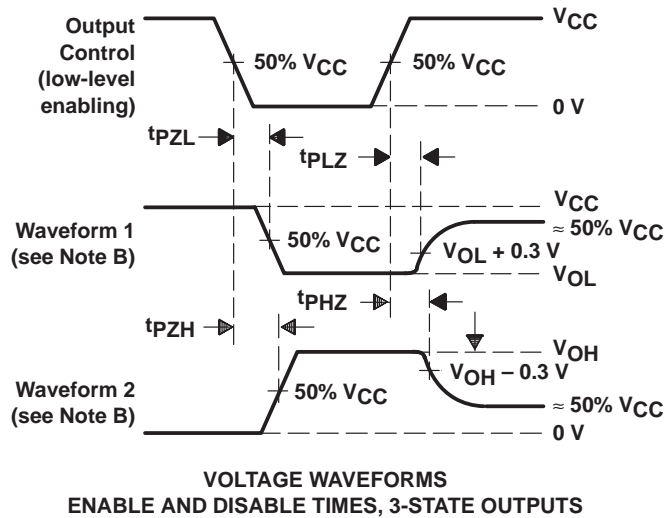 Output
Control
(low-level
enabling)
VCC
50% VCC
50% VCC
0 V
tPZL
tPLZ
VCC
Waveform 1
(see Note B)
50% VCC
≈ 50% VCC
VOL + 0.3 V
VOL
tPHZ
tPZH
VOH
VOH – 0.3 V
Waveform 2
(see Note B)
50% VCC
≈ 50% VCC
0 V
VOLTAGE WAVEFORMS
ENABLE AND DISABLE TIMES, 3-STATE OUTPUTS